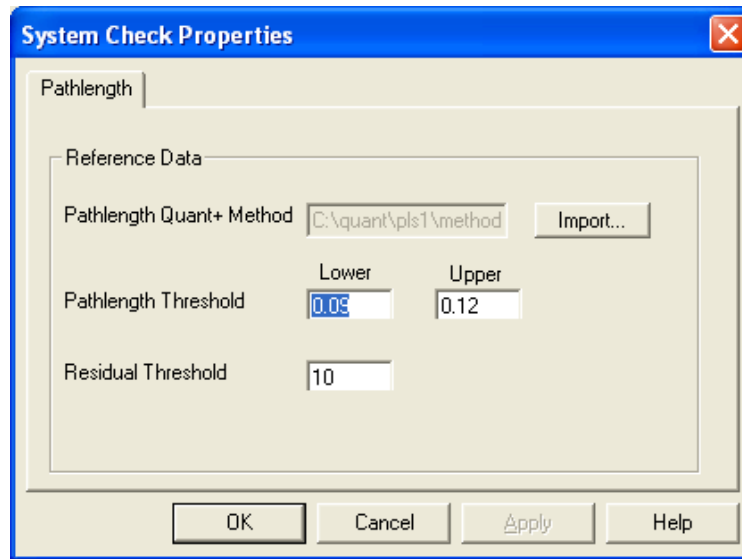 System Check Properties
Pathlength
Reference Data
Pathlength Quant+ Method C:\quant\pls1\method Import...
Lower Upper
Pathlength Threshold 0.09 0.12
Residual Threshold 10
OK Cancel Apply Help